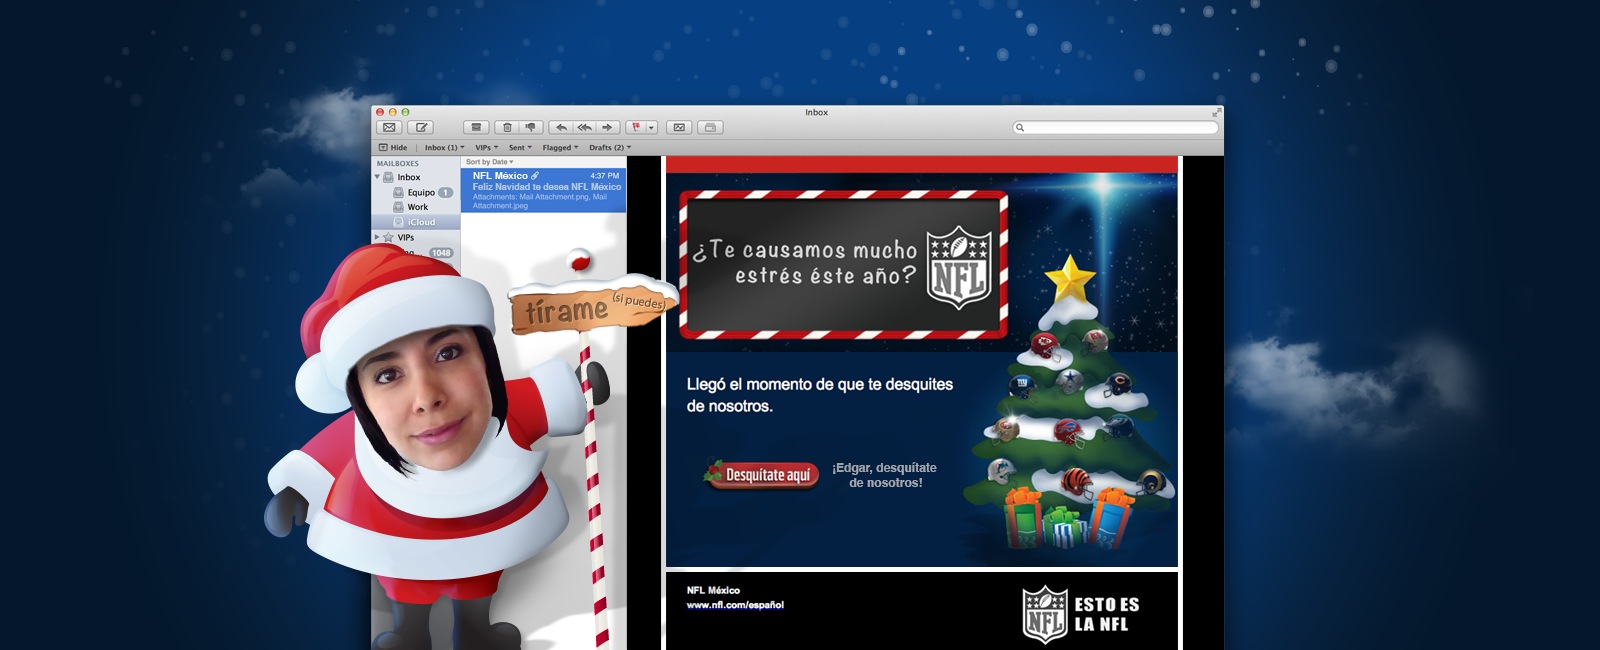 Inbox
Hide
Inbox (1)
VIPs
Sent
Flagged
Drafts (2)
MAILBOXES
Inbox
Equipo 1
Work
iCloud
VIPs
1048
Sort by Date
NFL México 4:37 PM
Feliz Navidad te desea NFL México
Attachments: Mail Attachment.png, Mail
Attachment.jpeg
tírame (si puedes)
¿Te causamos mucho
estrés éste año?
NFL
Llegó el momento de que te desquites
de nosotros.
Desquítate aquí
¡Edgar, desquítate
de nosotros!
NFL México
www.nfl.com/español
NFL
ESTO ES
LA NFL